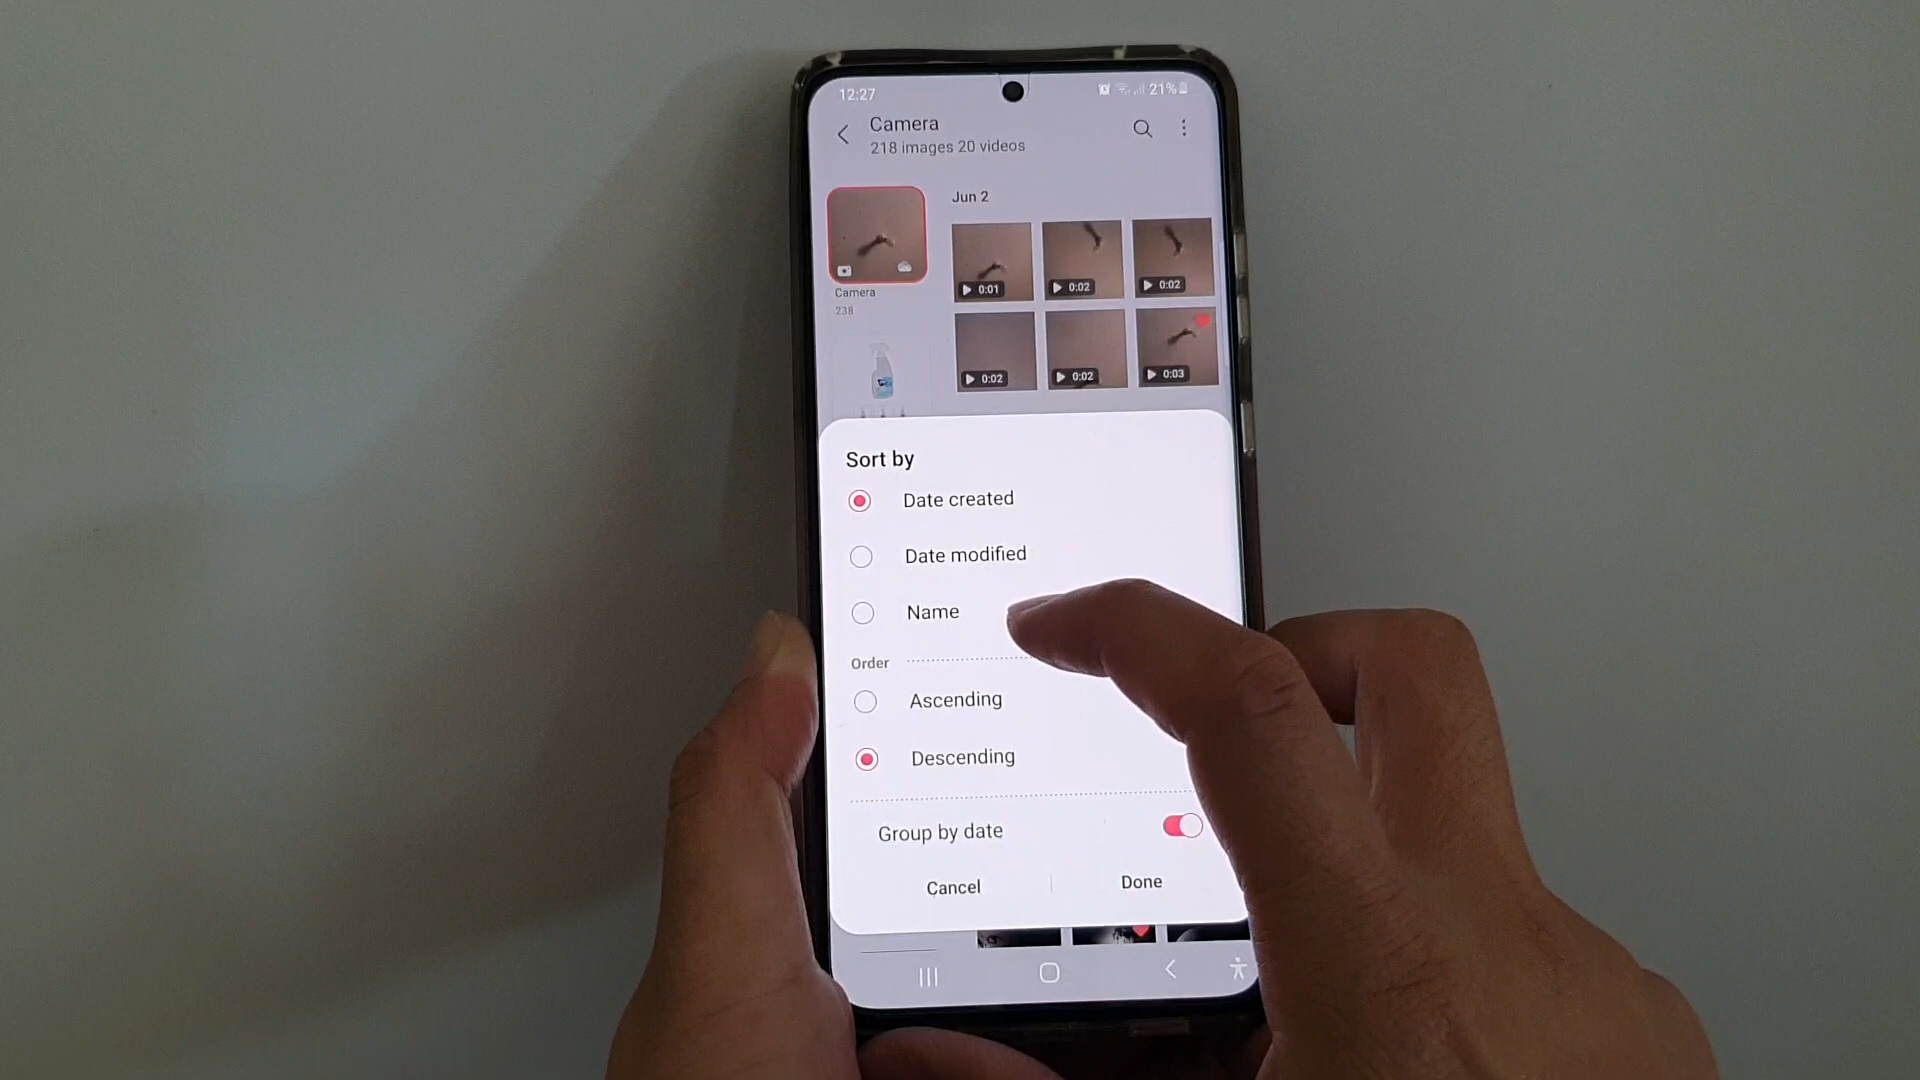 12:27
21%
Camera
218 images 20 videos
Jun 2
0:01
0:02
0:02
Camera
238
0:02
0:02
0:03
Sort by
Date created
Date modified
Name
Order
Ascending
Descending
Group by date
Cancel
Done